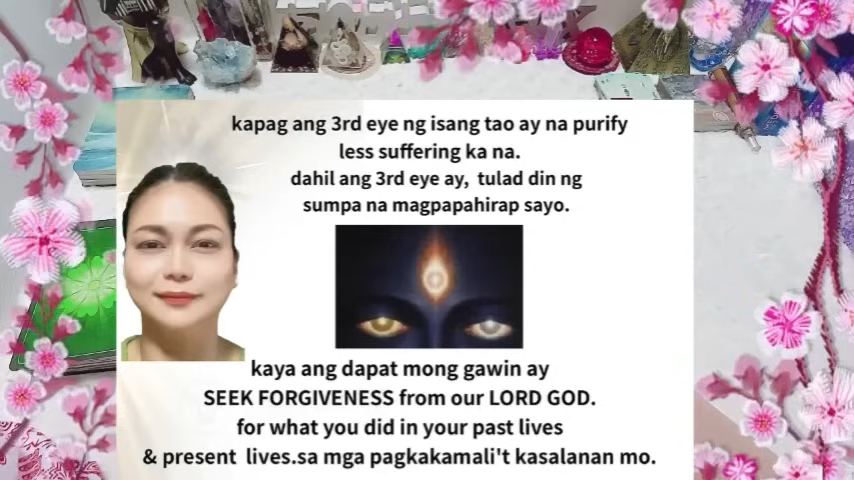 kapag ang 3rd eye ng isang tao ay na purify
less suffering ka na.
dahil ang 3rd eye ay, tulad din ng
sumpa na magpapahirap sayo.
kaya ang dapat mong gawin ay
SEEK FORGIVENESS from our LORD GOD.
for what you did in your past lives
& present lives.sa mga pagkakamali't kasalanan mo.